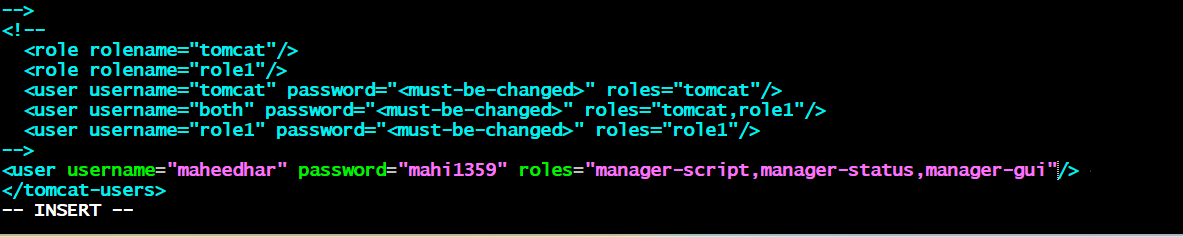 -->
<!--
  <role rolename="tomcat"/>
  <role rolename="role1"/>
  <user username="tomcat" password="<must-be-changed>" roles="tomcat"/>
  <user username="both" password="<must-be-changed>" roles="tomcat,role1"/>
  <user username="role1" password="<must-be-changed>" roles="role1"/>
-->
<user username="maheedhar" password="mahi1359" roles="manager-script,manager-status,manager-gui"/>
</tomcat-users>
-- INSERT --